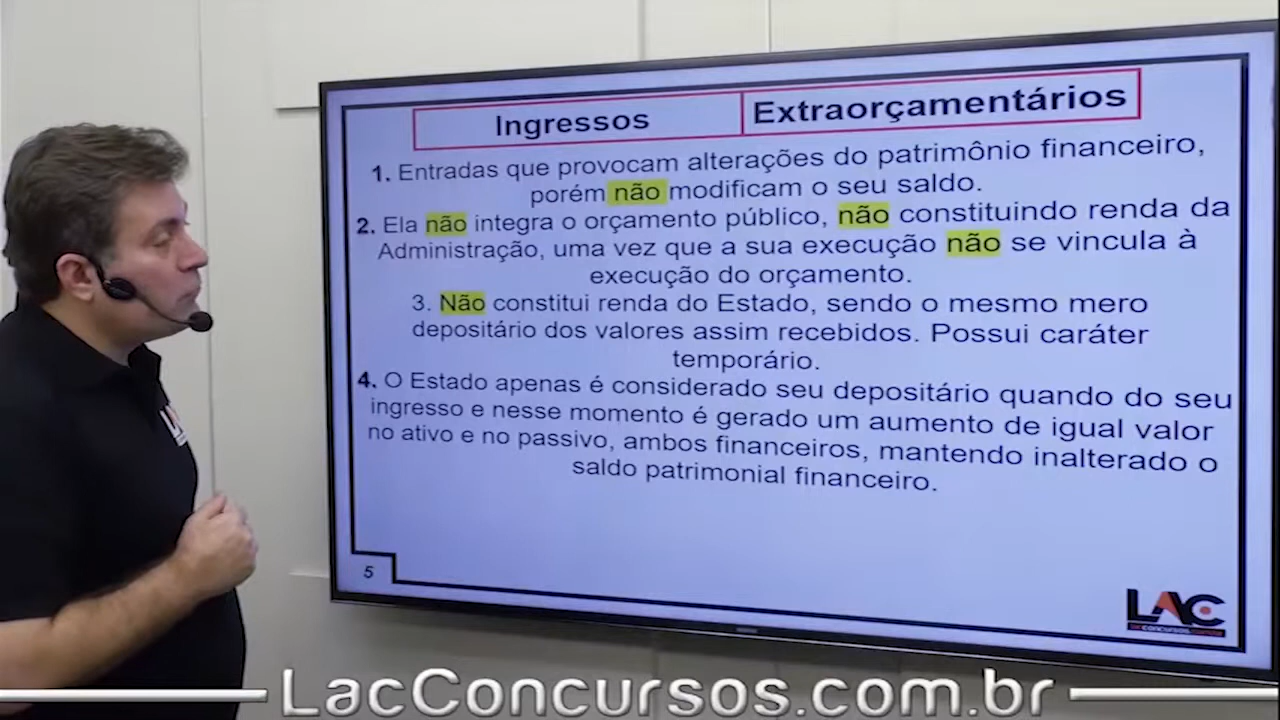 Ingressos
Extraorçamentários
1. Entradas que provocam alterações do patrimônio financeiro,
porém não modificam o seu saldo.
2. Ela não integra o orçamento público, não constituindo renda da
Administração, uma vez que a sua execução não se vincula à
execução do orçamento.
3. Não constitui renda do Estado, sendo o mesmo mero
depositário dos valores assim recebidos. Possui caráter
temporário.
4. O Estado apenas é considerado seu depositário quando do seu
ingresso e nesse momento é gerado um aumento de igual valor
no ativo e no passivo, ambos financeiros, mantendo inalterado o
saldo patrimonial financeiro.
5
LAC
LacConcursos.com.br